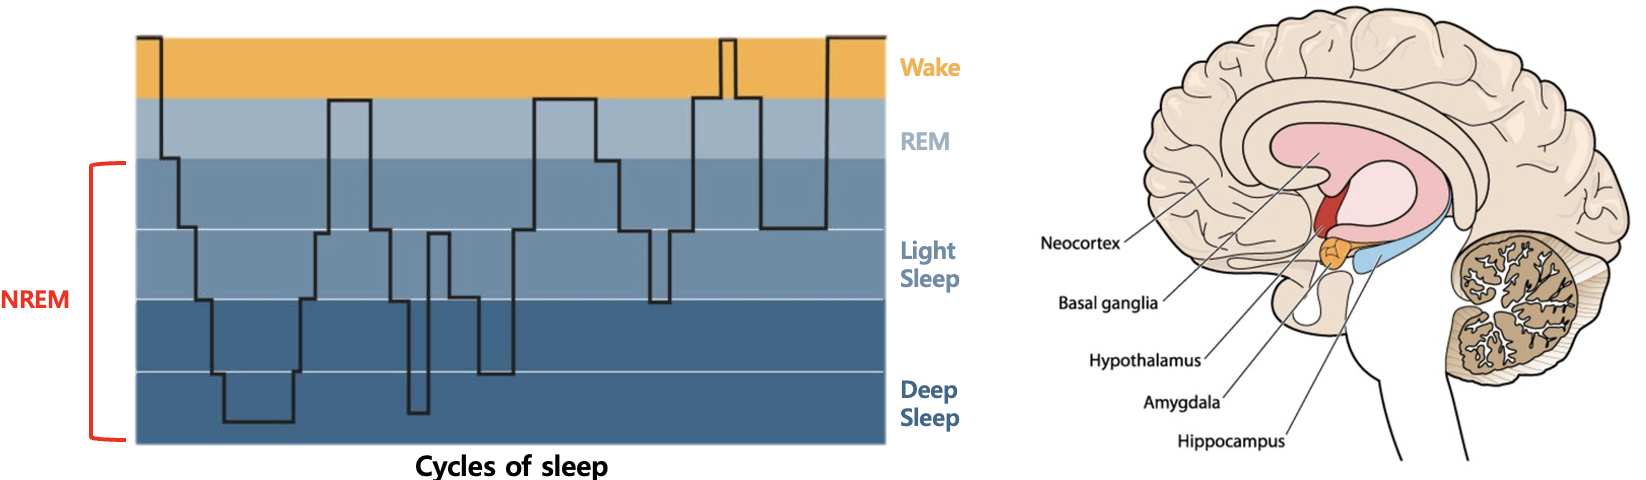 Wake
REM
Light
Sleep
NREM
Deep
Sleep
Cycles of sleep
Neocortex
Basal ganglia
Hypothalamus
Amygdala
Hippocampus